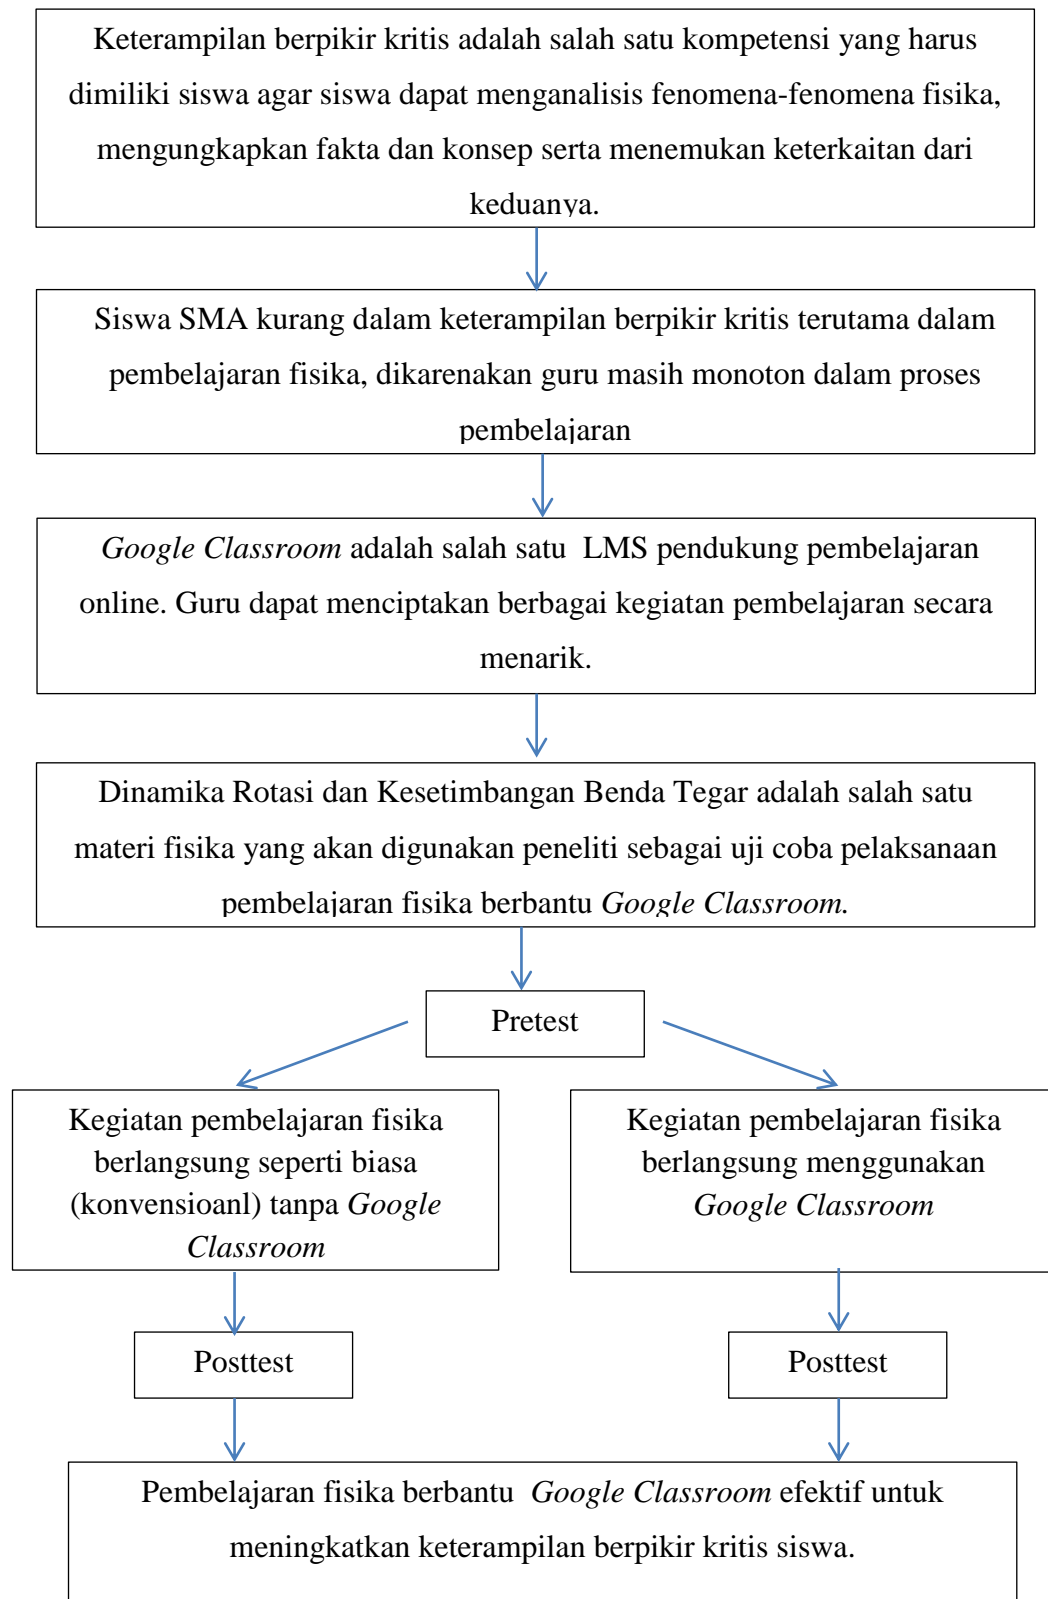 Keterampilan berpikir kritis adalah salah satu kompetensi yang harus
dimiliki siswa agar siswa dapat menganalisis fenomena-fenomena fisika,
mengungkapkan fakta dan konsep serta menemukan keterkaitan dari
keduanya.
Siswa SMA kurang dalam keterampilan berpikir kritis terutama dalam
pembelajaran fisika, dikarenakan guru masih monoton dalam proses
pembelajaran
Google Classroom adalah salah satu LMS pendukung pembelajaran
online. Guru dapat menciptakan berbagai kegiatan pembelajaran secara
menarik.
Dinamika Rotasi dan Kesetimbangan Benda Tegar adalah salah satu
materi fisika yang akan digunakan peneliti sebagai uji coba pelaksanaan
pembelajaran fisika berbantu Google Classroom.
Pretest
Kegiatan pembelajaran fisika
berlangsung seperti biasa
(konvensioanl) tanpa Google
Classroom
Kegiatan pembelajaran fisika
berlangsung menggunakan
Google Classroom
Posttest
Posttest
Pembelajaran fisika berbantu Google Classroom efektif untuk
meningkatkan keterampilan berpikir kritis siswa.